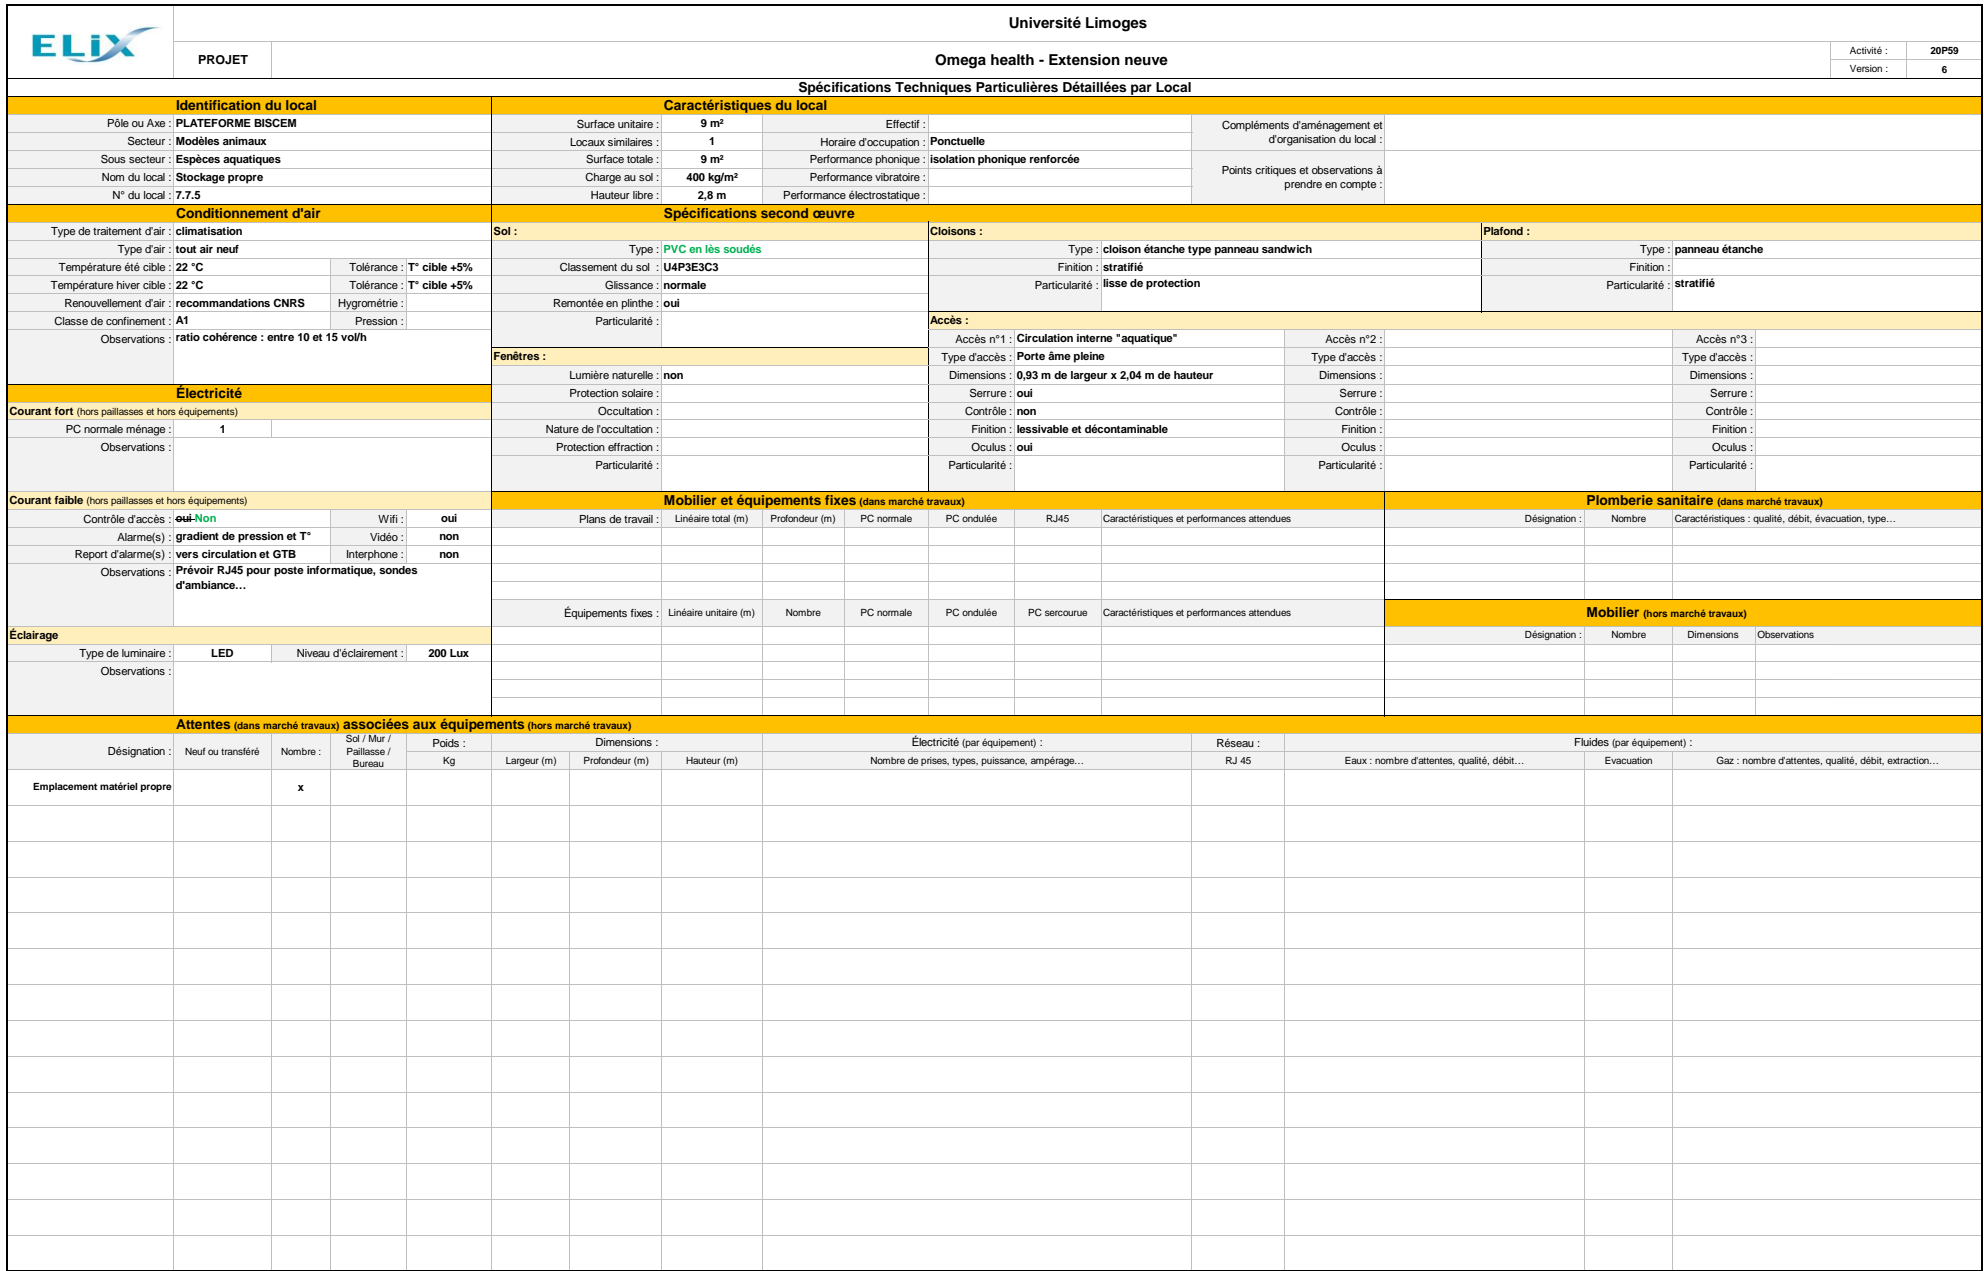 ELiX
Université Limoges
PROJET
Omega health - Extension neuve
Activité : 20P59
Version : 6
Spécifications Techniques Particulières Détaillées par Local
Identification du local
Pôle ou Axe : PLATEFORME BISCEM
Secteur : Modèles animaux
Sous secteur : Espèces aquatiques
Nom du local : Stockage propre
N° du local : 7.7.5
Caractéristiques du local
Surface unitaire : 9 m² Effectif :
Locaux similaires : 1 Horaire d'occupation : Ponctuelle
Surface totale : 9 m² Performance phonique : isolation phonique renforcée
Charge au sol : 400 kg/m² Performance vibratoire :
Hauteur libre : 2,8 m Performance électrostatique :
Compléments d'aménagement et
d'organisation du local :
Points critiques et observations à
prendre en compte :
Conditionnement d'air
Type de traitement d'air : climatisation
Type d'air : tout air neuf
Température été cible : 22 °C Tolérance : T° cible +5%
Température hiver cible : 22 °C Tolérance : T° cible +5%
Renouvellement d'air : recommandations CNRS Hygrométrie :
Classe de confinement : A1 Pression :
Observations : ratio cohérence : entre 10 et 15 vol/h
Spécifications second œuvre
Sol :
Type : PVC en lès soudés
Classement du sol : U4P3E3C3
Glissance : normale
Remontée en plinthe : oui
Particularité :
Cloisons :
Type : cloison étanche type panneau sandwich
Finition : stratifié
Particularité : lisse de protection
Plafond :
Type : panneau étanche
Finition :
Particularité : stratifié
Fenêtres :
Lumière naturelle : non
Protection solaire :
Occultation :
Nature de l'occultation :
Protection effraction :
Particularité :
Accès :
Accès n°1 : Circulation interne "aquatique" Accès n°2 : Accès n°3 :
Type d'accès : Porte âme pleine Type d'accès : Type d'accès :
Dimensions : 0,93 m de largeur x 2,04 m de hauteur Dimensions : Dimensions :
Serrure : oui Serrure : Serrure :
Contrôle : non Contrôle : Contrôle :
Finition : lessivable et décontaminable Finition : Finition :
Oculus : oui Oculus : Oculus :
Particularité : Particularité : Particularité :
Électricité
Courant fort (hors paillasses et hors équipements)
PC normale ménage : 1
Observations :
Courant faible (hors paillasses et hors équipements)
Contrôle d'accès : oui Non Wifi : oui
Alarme(s) : gradient de pression et T° Vidéo : non
Report d'alarme(s) : vers circulation et GTB Interphone : non
Observations : Prévoir RJ45 pour poste informatique, sondes
d'ambiance…
Éclairage
Type de luminaire : LED Niveau d'éclairement : 200 Lux
Observations :
Mobilier et équipements fixes (dans marché travaux)
Plans de travail : Linéaire total (m) Profondeur (m) PC normale PC ondulée RJ45 Caractéristiques et performances attendues
Équipements fixes : Linéaire unitaire (m) Nombre PC normale PC ondulée PC sercourue Caractéristiques et performances attendues
Plomberie sanitaire (dans marché travaux)
Désignation : Nombre Caractéristiques : qualité, débit, évacuation, type…
Mobilier (hors marché travaux)
Désignation : Nombre Dimensions Observations
Attentes (dans marché travaux) associées aux équipements (hors marché travaux)
Désignation : Neuf ou transféré Nombre :
Sol / Mur /
Paillasse /
Bureau
Poids : Dimensions : Électricité (par équipement) : Réseau : Fluides (par équipement) :
Kg Largeur (m) Profondeur (m) Hauteur (m) Nombre de prises, types, puissance, ampérage… RJ 45 Eaux : nombre d'attentes, qualité, débit… Evacuation Gaz : nombre d'attentes, qualité, débit, extraction…
Emplacement matériel propre x